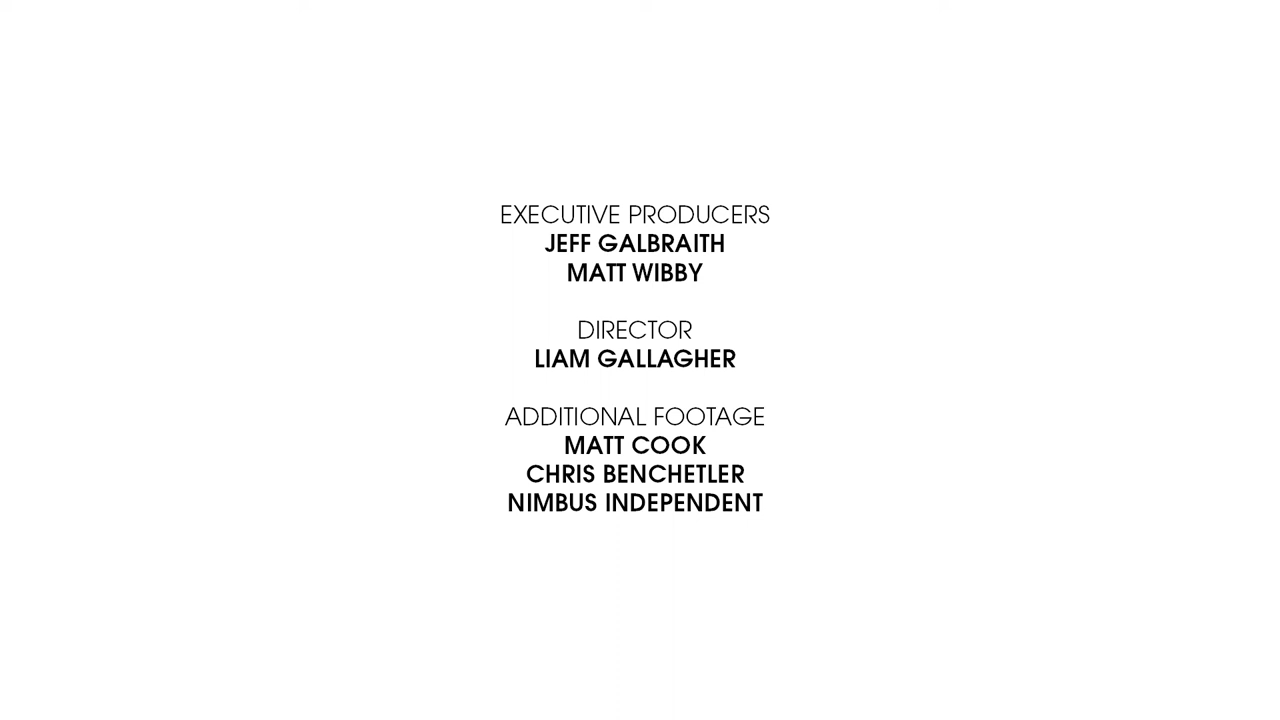 EXECUTIVE PRODUCERS
JEFF GALBRAITH
MATT WIBBY
DIRECTOR
LIAM GALLAGHER
ADDITIONAL FOOTAGE
MATT COOK
CHRIS BENCHETLER
NIMBUS INDEPENDENT